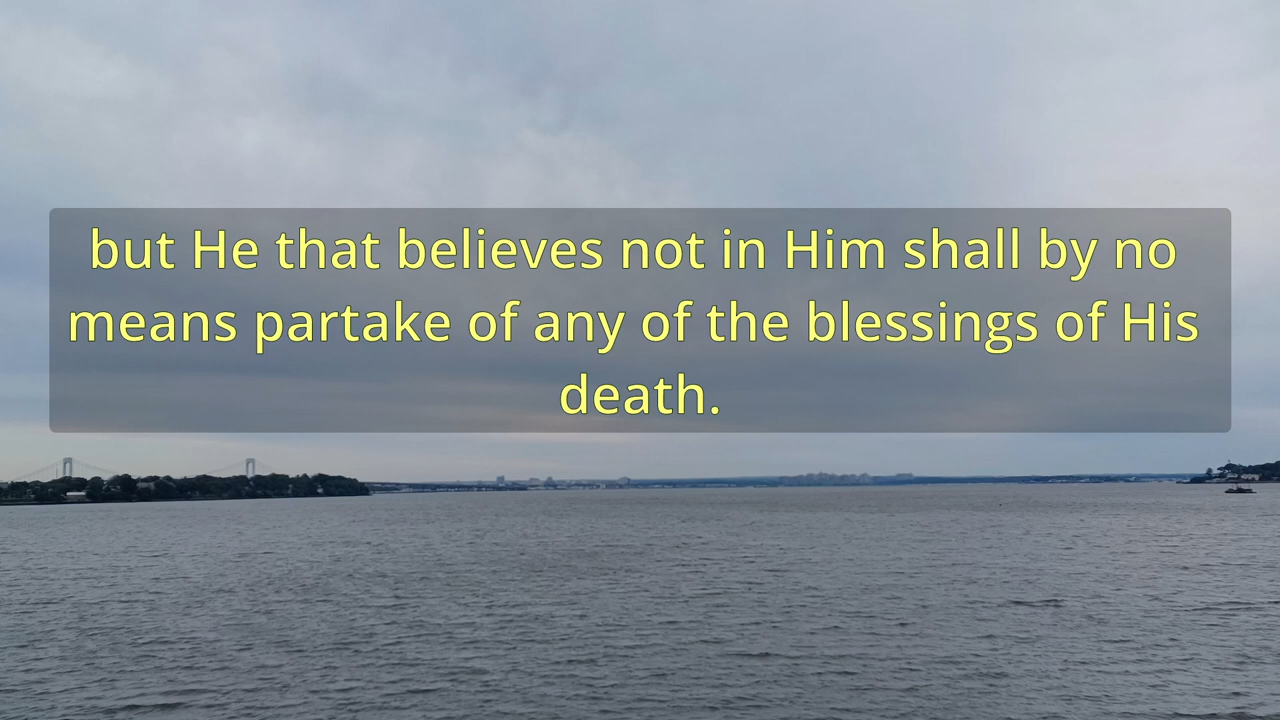 but He that believes not in Him shall by no
means partake of any of the blessings of His
death.